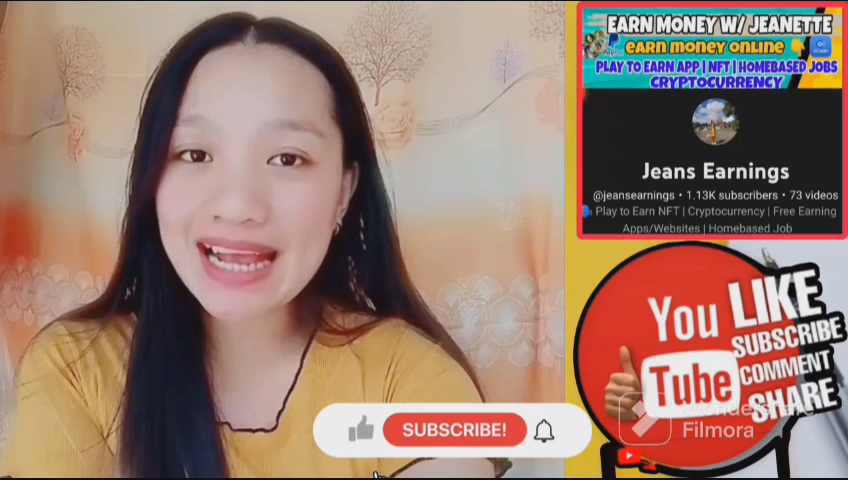 EARN MONEY W/ JEANETTE
EARN MONEY ONLINE
PLAY TO EARN APP | NFT | HOMEBASED JOBS
CRYPTOCURRENCY
Jeans Earnings
@jeansearnings • 1.13K subscribers • 73 videos
Play to Earn NFT | Cryptocurrency | Free Earning
Apps/Websites | Homebased Job
You
Tube
LIKE
SUBSCRIBE
COMMENT
SHARE
Wondershare
Filmora
SUBSCRIBE!